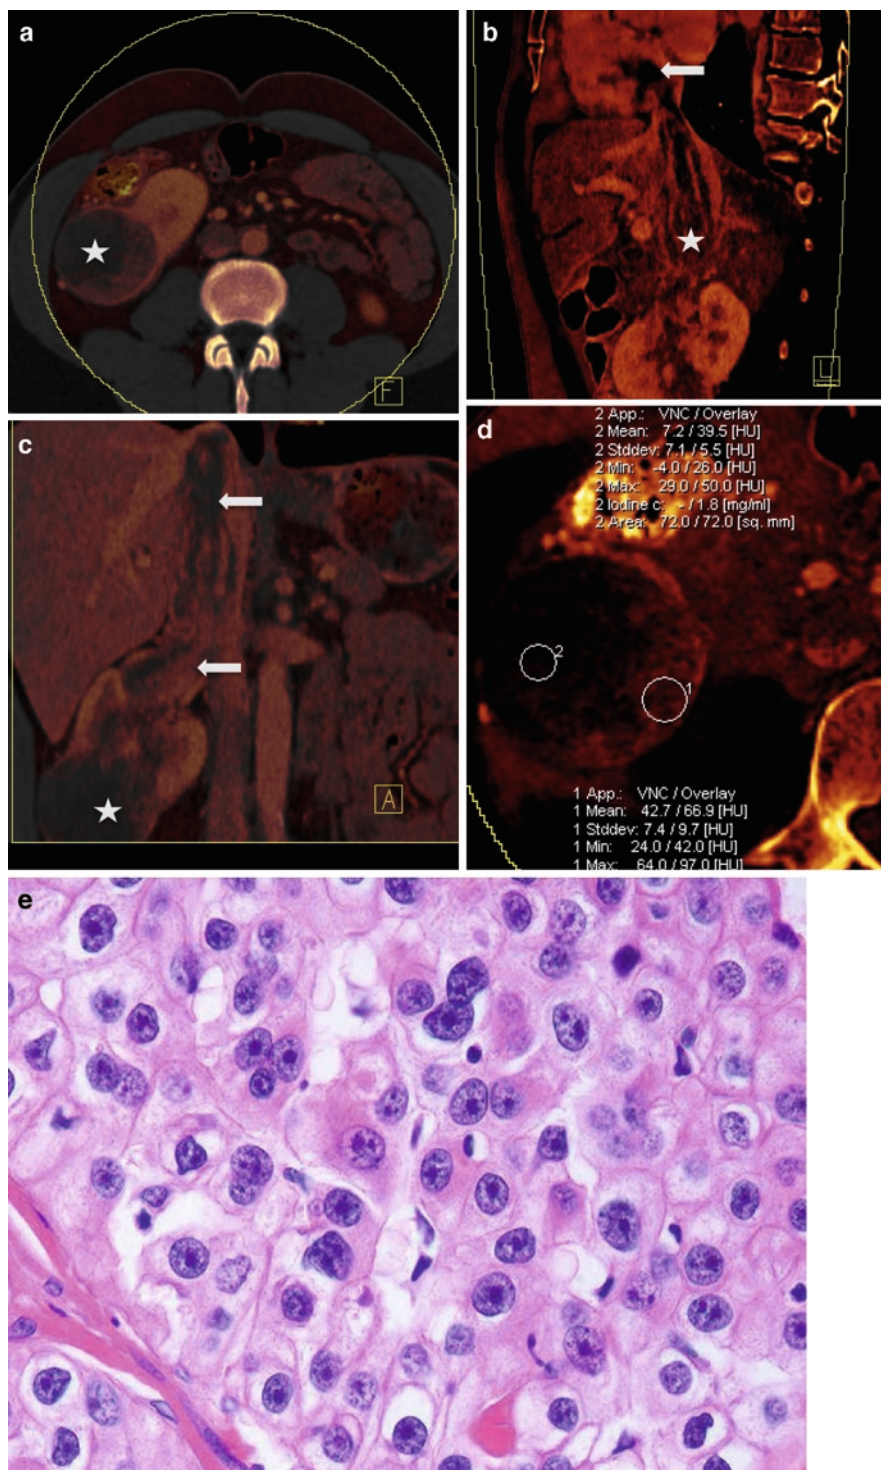 a
b
F
U
c
A
d
2 App.: VNC / Overlay
2 Mean: 7.2 / 39.5 [HU]
2 Stddev: 7.1 / 5.5 [HU]
2 Min: -4.0 / 26.0 [HU]
2 Max: 29.0 / 50.0 [HU]
2 Iodine c: - / 1.8 [mg/ml]
2 Area: 72.0 / 72.0 [sq. mm]
2
1
1 App.: VNC / Overlay
1 Mean: 42.7 / 66.9 [HU]
1 Stddev: 7.4 / 9.7 [HU]
1 Min: 24.0 / 42.0 [HU]
1 Max: 64.0 / 97.0 [HU]
e